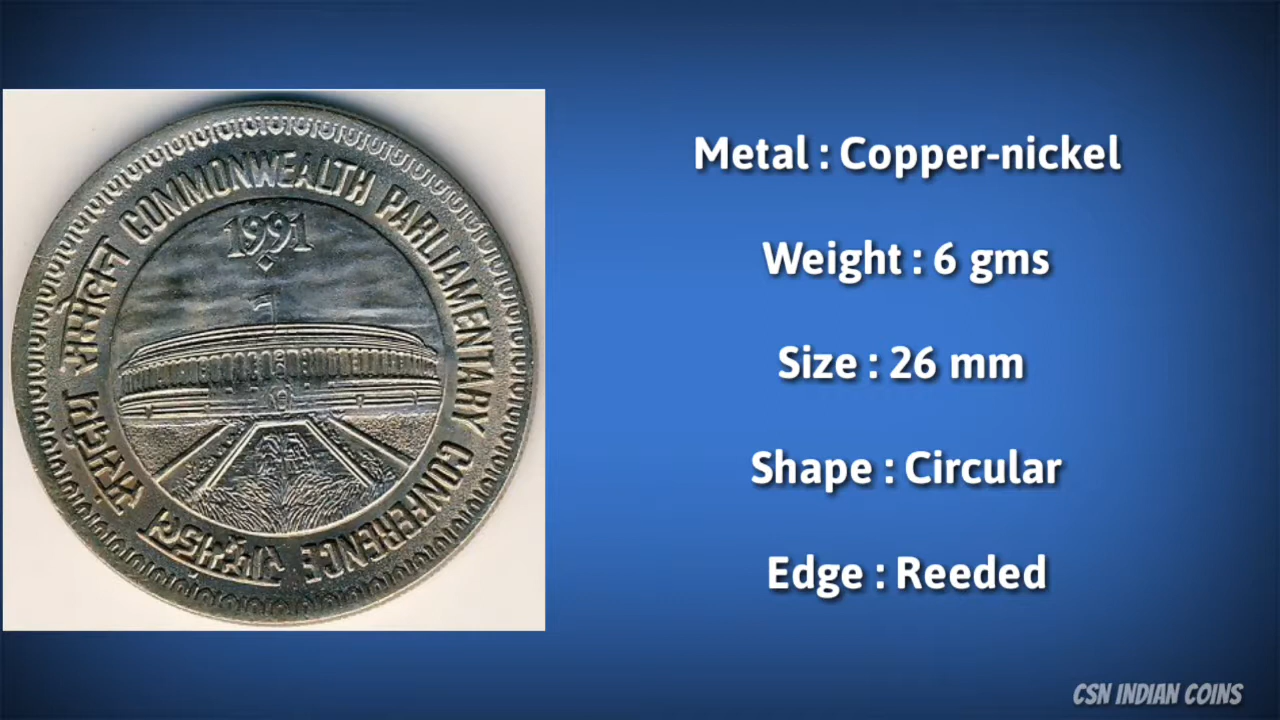 COMMONWEALTH PARLIAMENTARY CONFERENCE
राष्ट्रमंडल संसदीय सम्मेलन
1991
Metal : Copper-nickel
Weight : 6 gms
Size : 26 mm
Shape : Circular
Edge : Reeded
CSN INDIAN COINS